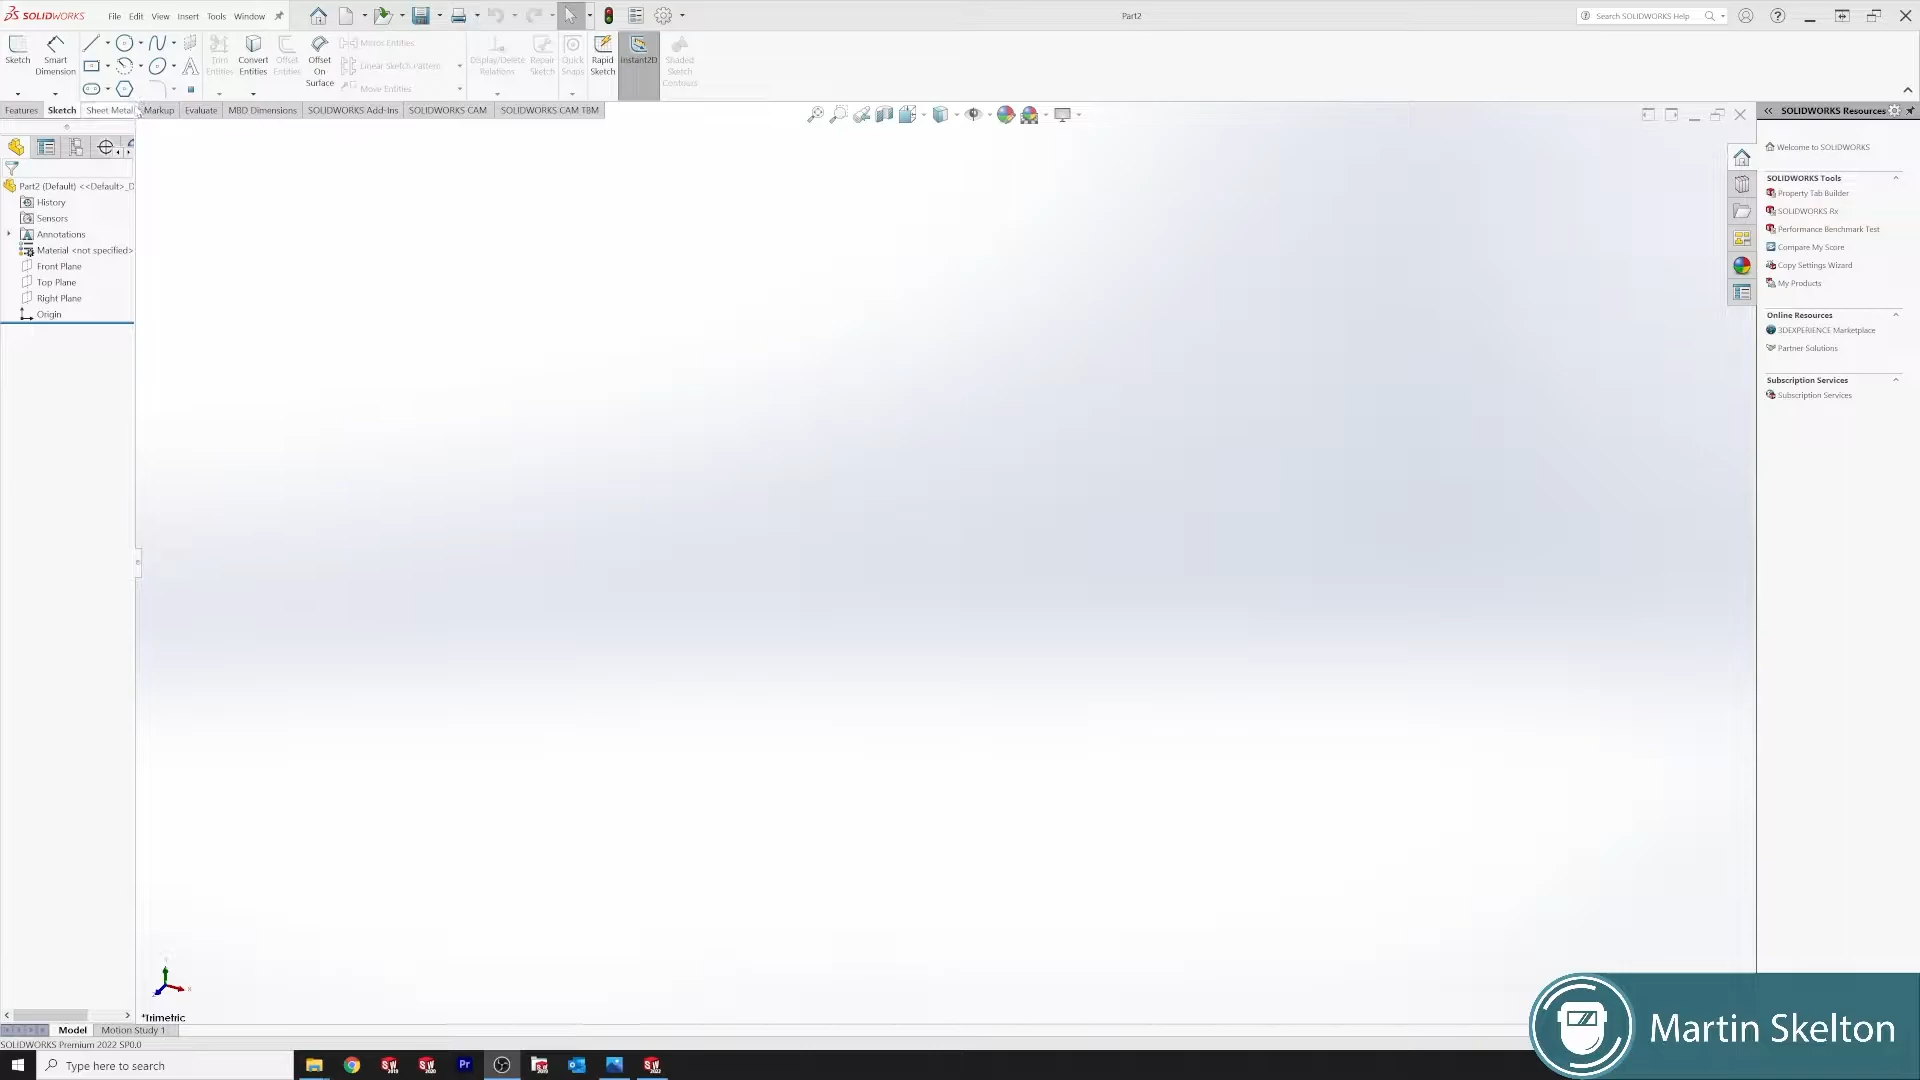 SOLIDWORKS File Edit View Insert Tools Window Part2 Search SOLIDWORKS Help
Sketch Smart Dimension Trim Entities Convert Entities Offset Entities Offset On Surface Mirror Entities Linear Sketch Pattern Move Entities Display/Delete Relations Repair Sketch Quick Snaps Rapid Sketch Instant2D Shaded Sketch Contours
Features Sketch Sheet Metal Markup Evaluate MBD Dimensions SOLIDWORKS Add-Ins SOLIDWORKS CAM SOLIDWORKS CAM TBM
Part2 (Default) <<Default>_D
History
Sensors
Annotations
Material <not specified>
Front Plane
Top Plane
Right Plane
Origin
SOLIDWORKS Resources
Welcome to SOLIDWORKS
SOLIDWORKS Tools
Property Tab Builder
SOLIDWORKS Rx
Performance Benchmark Test
Compare My Score
Copy Settings Wizard
My Products
Online Resources
3DEXPERIENCE Marketplace
Partner Solutions
Subscription Services
Subscription Services
*Trimetric
Model Motion Study 1
SOLIDWORKS Premium 2022 SP0.0
Type here to search
Martin Skelton